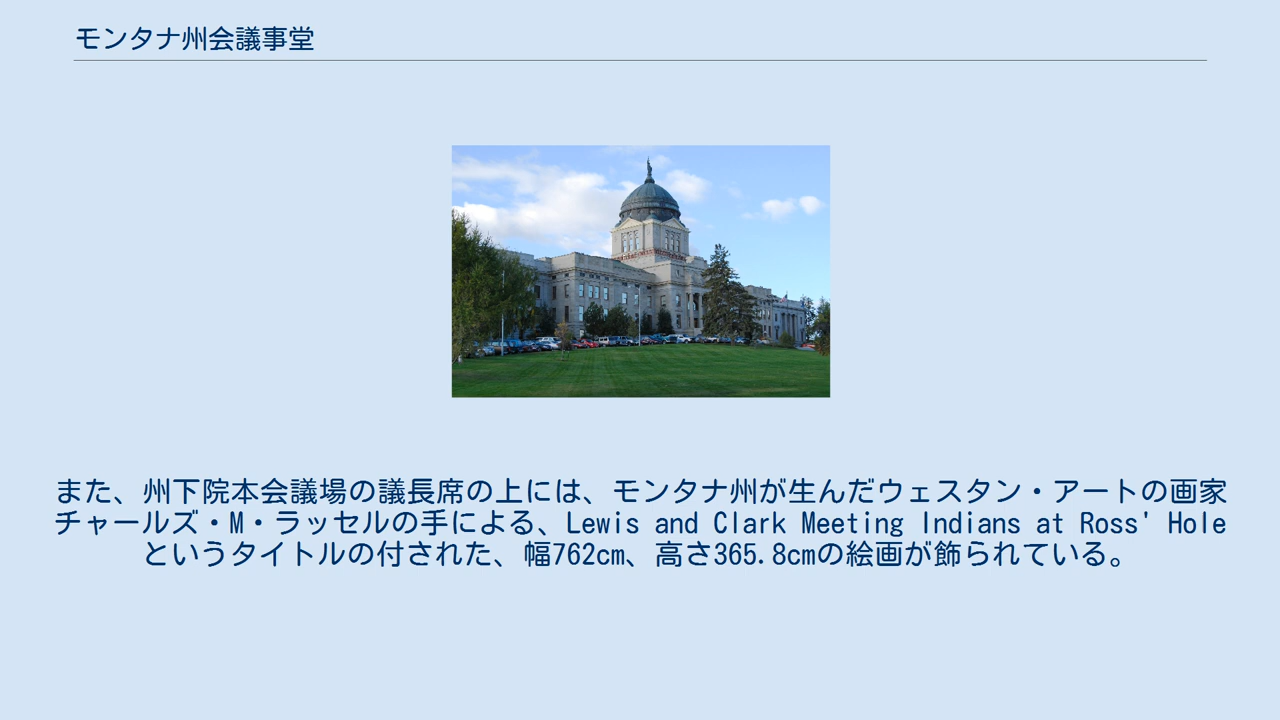 モンタナ州会議事堂
また、州下院本会議場の議長席の上には、モンタナ州が生んだウェスタン・アートの画家
チャールズ・M・ラッセルの手による、Lewis and Clark Meeting Indians at Ross' Hole
というタイトルの付された、幅762cm、高さ365.8cmの絵画が飾られている。